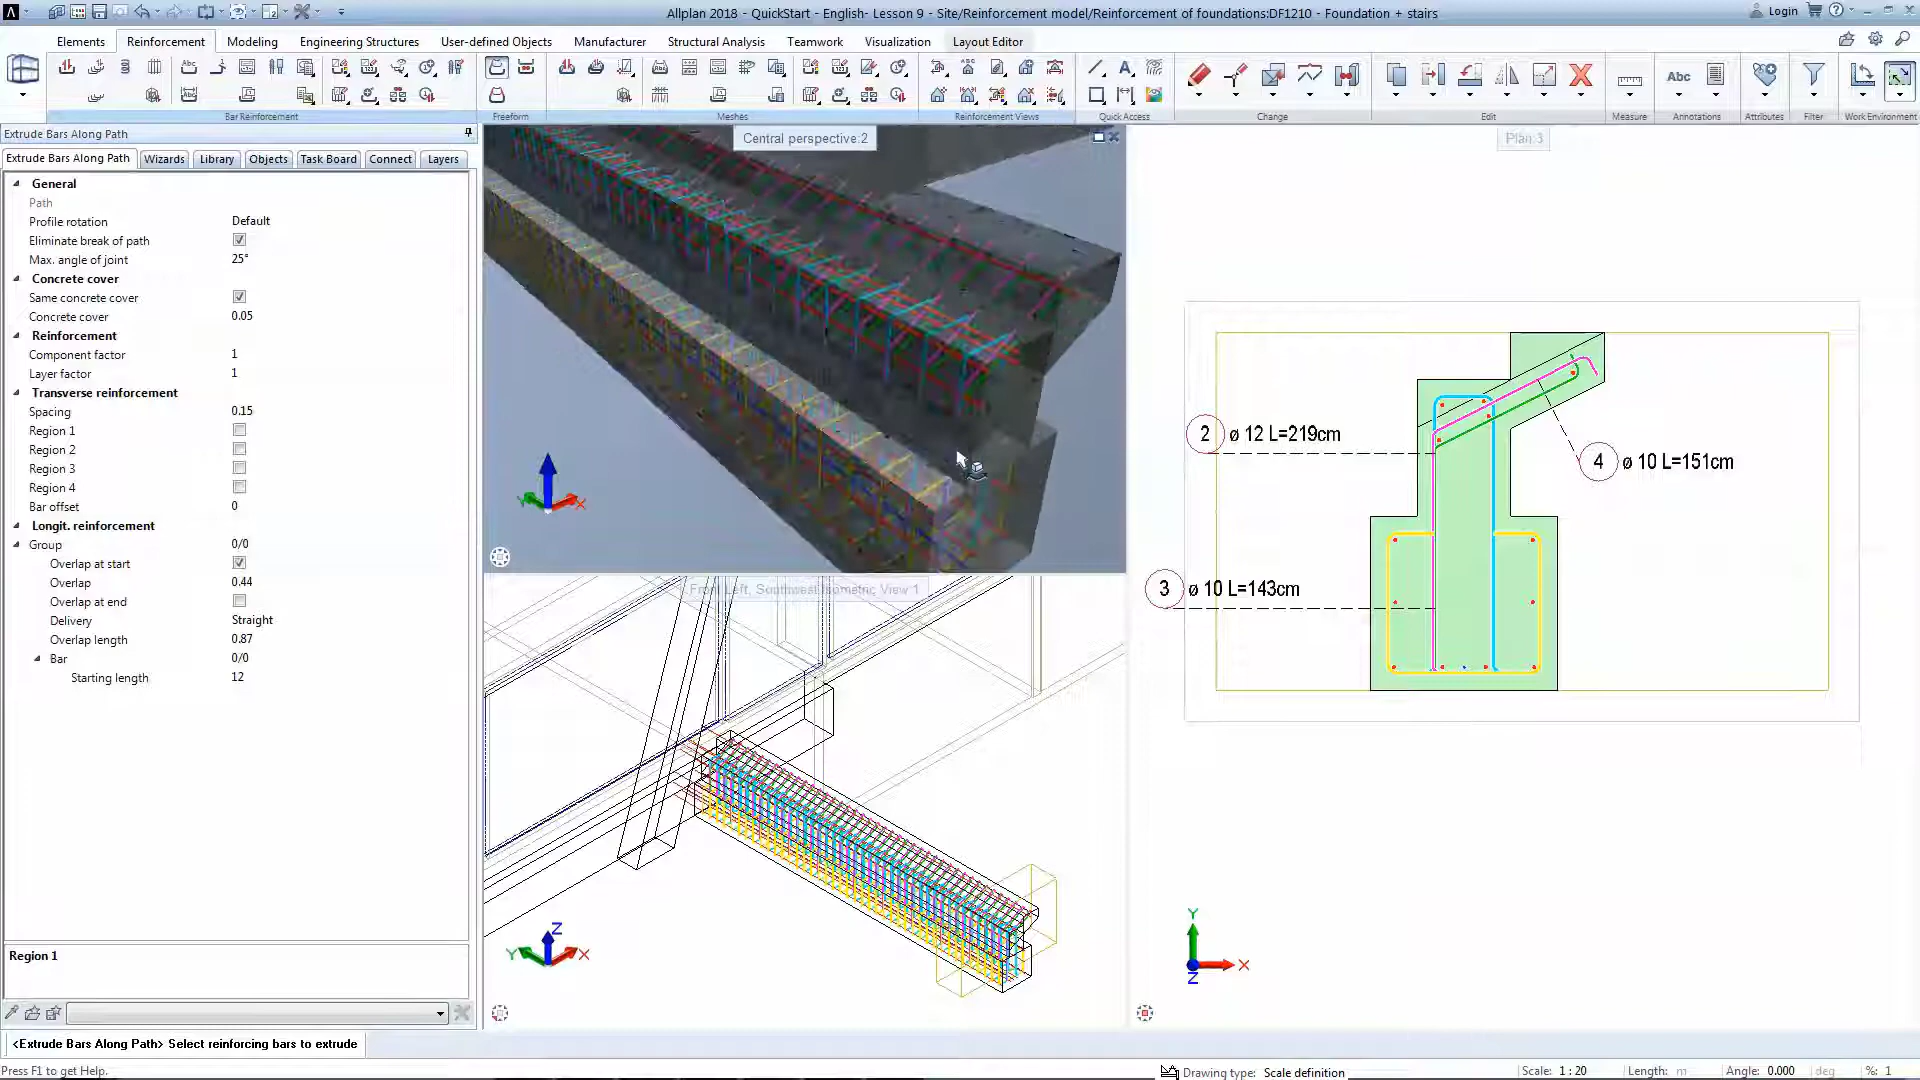 Allplan 2018 - QuickStart - English- Lesson 9 - Site/Reinforcement model/Reinforcement of foundations:DF1210 - Foundation + stairs
Login
Elements
Reinforcement
Modeling
Engineering Structures
User-defined Objects
Manufacturer
Structural Analysis
Teamwork
Visualization
Layout Editor
Abc
Bar Reinforcement
Freeform
Meshes
Reinforcement Views
Quick Access
Change
Edit
Measure
Annotations
Attributes
Filter
Work Environment
Extrude Bars Along Path
Extrude Bars Along Path
Wizards
Library
Objects
Task Board
Connect
Layers
General
Path
Profile rotation Default
Eliminate break of path
Max. angle of joint 25°
Concrete cover
Same concrete cover
Concrete cover 0.05
Reinforcement
Component factor 1
Layer factor 1
Transverse reinforcement
Spacing 0.15
Region 1
Region 2
Region 3
Region 4
Bar offset 0
Longit. reinforcement
Group 0/0
Overlap at start
Overlap 0.44
Overlap at end
Delivery Straight
Overlap length 0.87
Bar 0/0
Starting length 12
Region 1
<Extrude Bars Along Path> Select reinforcing bars to extrude
Press F1 to get Help.
Central perspective:2
X
Front Left, Southwest Isometric View 1
Z
Y
X
Plan:3
2 ø 12 L=219cm
4 ø 10 L=151cm
3 ø 10 L=143cm
Y
X
Z
Drawing type: Scale definition
Scale: 1 : 20
Length: m
Angle: 0.000 deg
%: 1